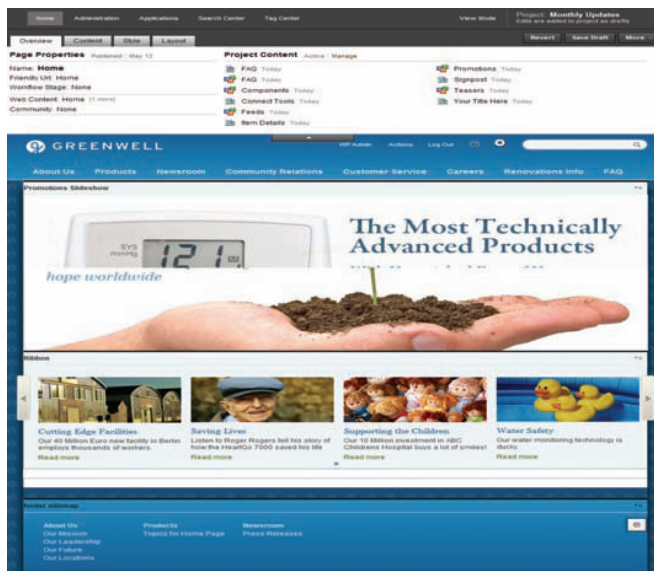 Home Administration Applications Search Center Tag Center View Mode Project: Monthly Updates
Edits are added to project as drafts
Overview Content Style Layout Revert Save Draft More
Page Properties Published : May 12
Name: Home
Friendly Url: Home
Workflow Stage: None
Web Content: Home (1 more)
Community: None
Project Content Active : Manage
FAQ Today
FAQ Today
Components Today
Connect Tools Today
Feeds Today
Item Details Today
Promotions Today
Signpost Today
Teasers Today
Your Title Here Today
GREENWELL
WP Admin Actions Log Out
About Us Products Newsroom Community Relations Customer Service Careers Renovations Info FAQ
Promotions Slideshow
SYS
mmHg
121
The Most Technically
Advanced Products
hope worldwide
Ribbon
Cutting Edge Facilities
Our 40 Million Euro new facility in Berlin
employs thousands of workers.
Read more
Saving Lives
Listen to Roger Rogers tell his story of
how the HeartGo 7000 saved his life
Read more
Supporting the Children
Our 10 Million investment in ABC
Childrens Hospital buys a lot of smiles!
Read more
Water Safety
Our water monitoring technology is
ducky.
Read more
footer sitemap
About Us
Our Mission
Our Leadership
Our Future
Our Locations
Products
Topics for Home Page
Newsroom
Press Releases